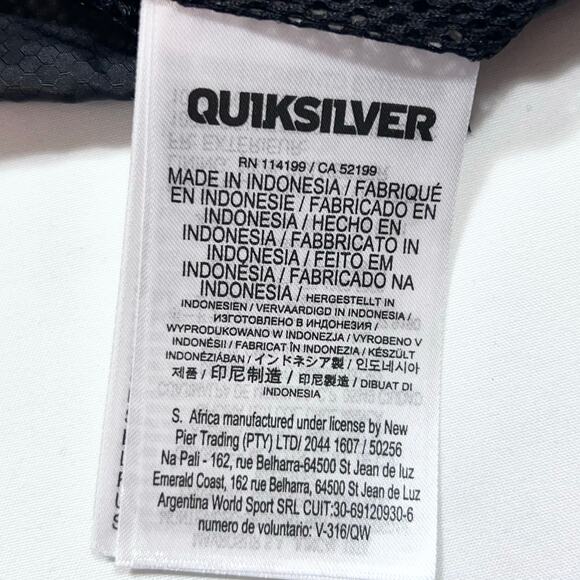 QUIKSILVER
RN 114199 / CA 52199
MADE IN INDONESIA / FABRIQUÉ
EN INDONESIE / FABRICADO EN
INDONESIA / HECHO EN
INDONESIA / FABBRICATO IN
INDONESIA / FEITO EM
INDONESIA / FABRICADO NA
INDONESIA / HERGESTELLT IN
INDONESIEN / VERVAARDIGD IN INDONESIA /
ИЗГОТОВЛЕНО В ИНДОНЕЗИЯ /
WYPRODUKOWANO W INDONEZJA / VYROBENO V
INDONÉSII / FABRICAT ÎN INDONEZIA / KÉSZÜLT
INDONÉZIÁBAN / インドネシア製 / 인도네시아
제품 / 印尼制造 / 印尼製造 / DIBUAT DI
INDONESIA
S. Africa manufactured under license by New
Pier Trading (PTY) LTD/ 2044 1607 / 50256
Na Pali - 162, rue Belharra-64500 St Jean de luz
Emerald Coast, 162 rue Belharra, 64500 St Jean de Luz
Argentina World Sport SRL CUIT:30-69120930-6
numero de voluntario: V-316/QW